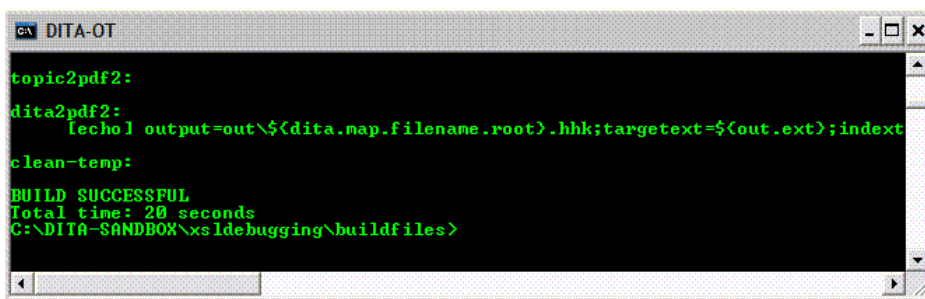 DITA-OT
topic2pdf2:
dita2pdf2:
[echo] output=out\${dita.map.filename.root}.hhk;targetext=${out.ext};indext
clean-temp:
BUILD SUCCESSFUL
Total time: 20 seconds
C:\DITA-SANDBOX\xsldebugging\buildfiles>